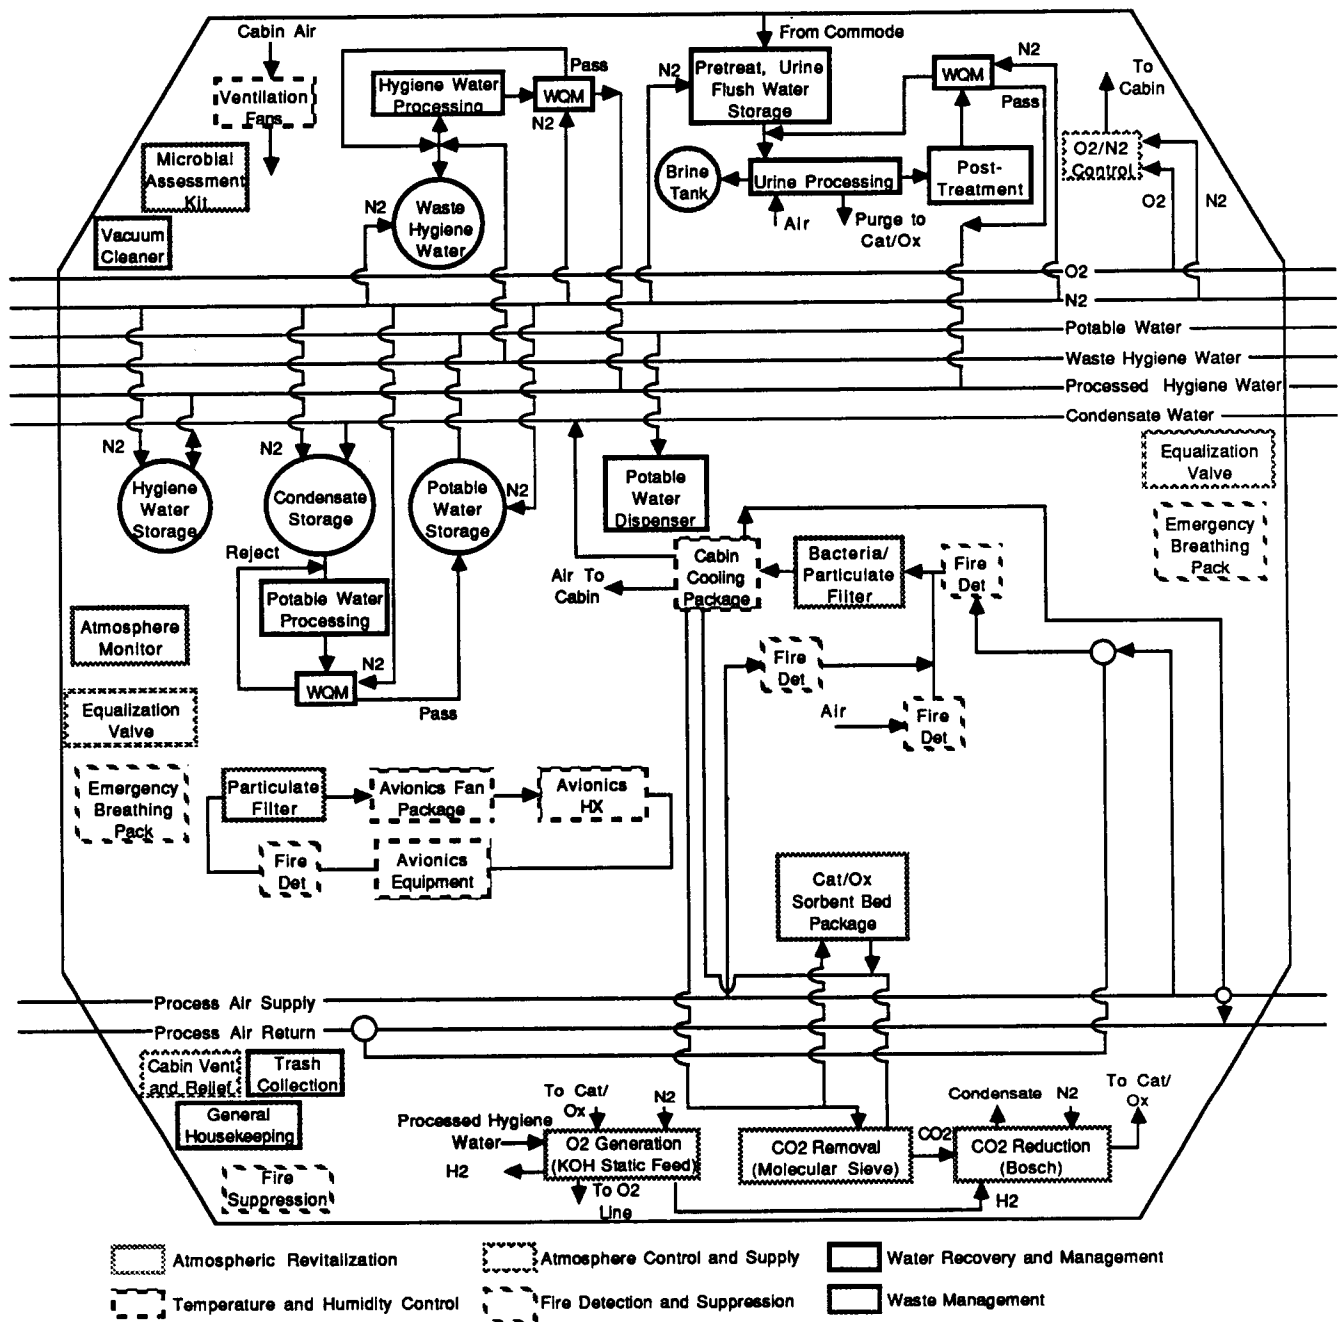 Cabin Air
Ventilation
Fans
Microbial
Assessment
Kit
Vacuum
Cleaner
Hygiene Water
Processing
WQM
Pass
N2
N2
Waste
Hygiene
Water
From Commode
N2
Pretreat, Urine
Flush Water
Storage
Brine
Tank
Urine Processing
Air
Purge to
Cat/Ox
Post-
Treatment
WQM
N2
Pass
To
Cabin
O2/N2
Control
O2
N2
O2
N2
Potable Water
Waste Hygiene Water
Processed Hygiene Water
Condensate Water
N2
Hygiene
Water
Storage
N2
Condensate
Storage
Potable
Water
Storage
N2
Potable
Water
Dispenser
Equalization
Valve
Emergency
Breathing
Pack
Reject
Potable Water
Processing
N2
WQM
Pass
Air To
Cabin
Cabin
Cooling
Package
Bacteria/
Particulate
Filter
Fire
Det
Fire
Det
Air
Fire
Det
Atmosphere
Monitor
Equalization
Valve
Emergency
Breathing
Pack
Particulate
Filter
Avionics Fan
Package
Avionics
HX
Fire
Det
Avionics
Equipment
Cat/Ox
Sorbent Bed
Package
Process Air Supply
Process Air Return
Cabin Vent
and Relief
Trash
Collection
General
Housekeeping
Fire
Suppression
To Cat/
Ox
N2
Processed Hygiene
Water
H2
O2 Generation
(KOH Static Feed)
To O2
Line
CO2 Removal
(Molecular Sieve)
CO2
Condensate
N2
To Cat/
Ox
CO2 Reduction
(Bosch)
H2
Atmospheric Revitalization
Atmosphere Control and Supply
Water Recovery and Management
Temperature and Humidity Control
Fire Detection and Suppression
Waste Management